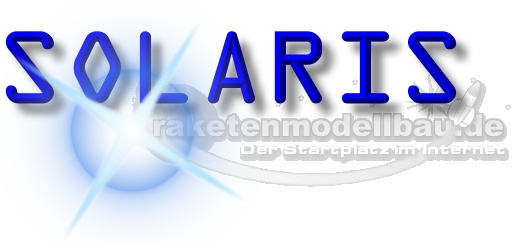 SOLARIS
raketenmodellbau.de
Der Startplatz im Internet